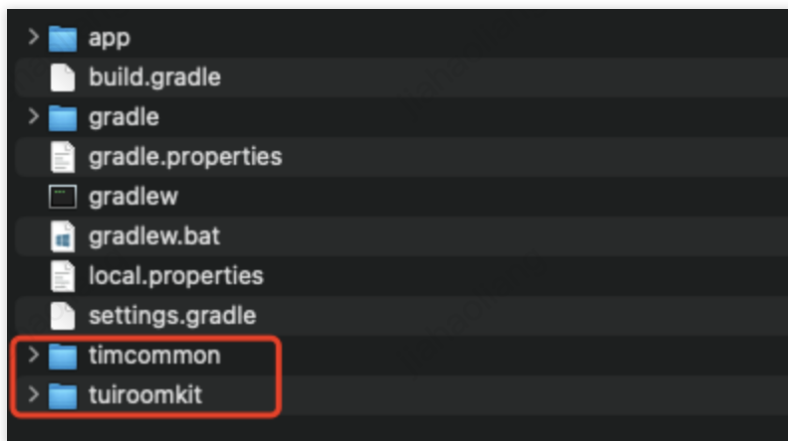 app
build.gradle
gradle
gradle.properties
gradlew
gradlew.bat
local.properties
settings.gradle
timcommon
tuiroomkit